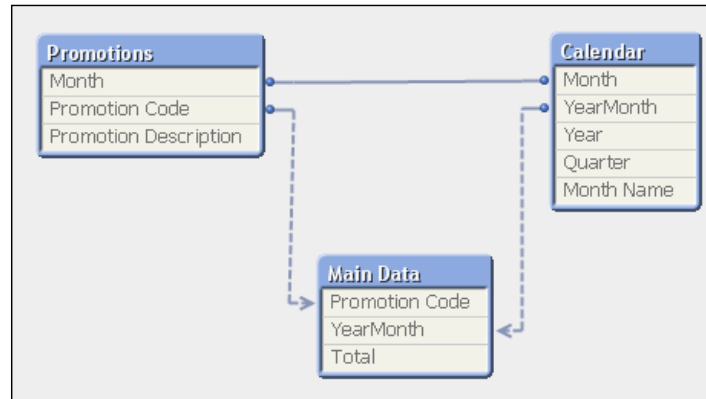 Promotions
Month
Promotion Code
Promotion Description
Calendar
Month
YearMonth
Year
Quarter
Month Name
Main Data
Promotion Code
YearMonth
Total